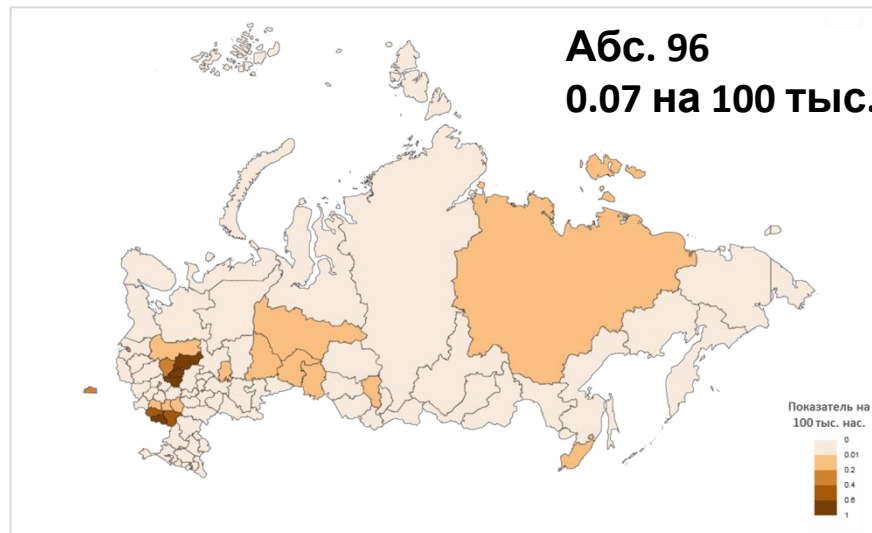 Абс. 96
0.07 на 100 тыс.
Показатель на
100 тыс. нас.
0
0.01
0.2
0.4
0.6
1